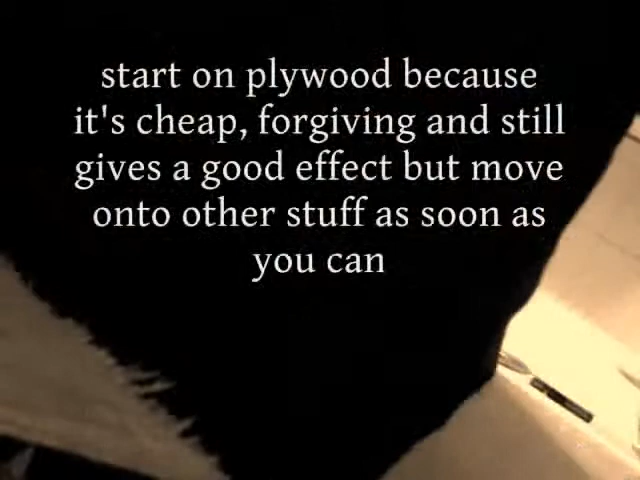 start on plywood because
it's cheap, forgiving and still
gives a good effect but move
onto other stuff as soon as
you can